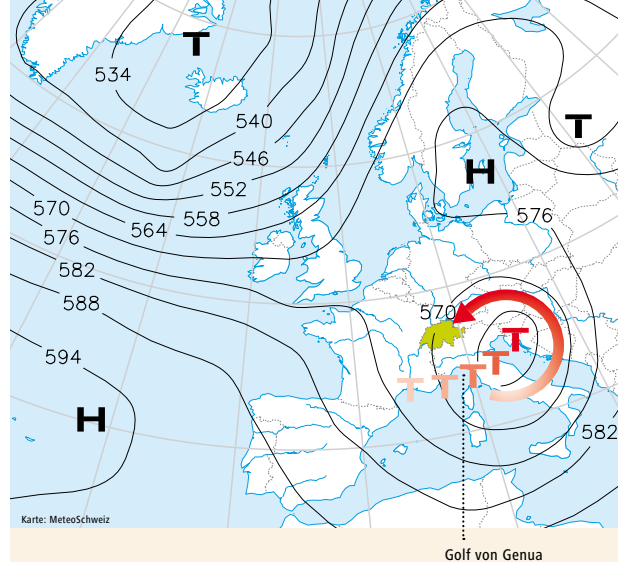 T
534
540
T
546
H
552
570
564
558
576
576
582
570
588
T
594
T
T
T
T
H
582
Karte: MeteoSchweiz
Golf von Genua